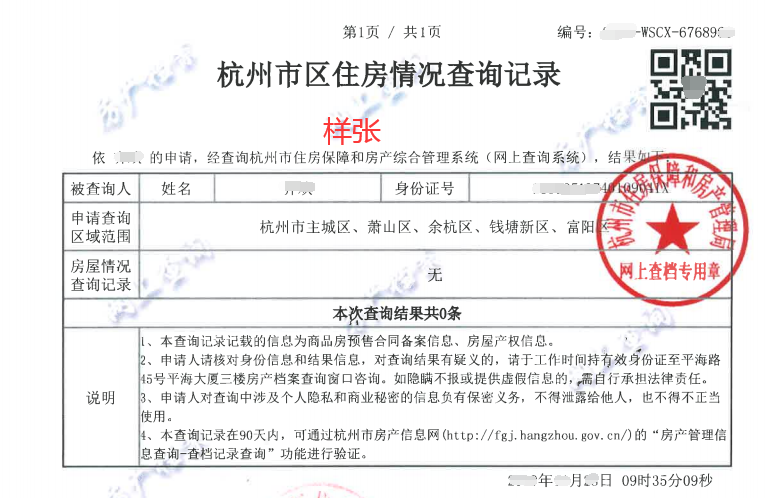 第1页 / 共1页
编号: -WSCX-676898
杭州市区住房情况查询记录
样张
依 的申请，经查询杭州市住房保障和房产综合管理系统（网上查询系统），结果如下：
被查询人 姓名 身份证号
申请查询区域范围 杭州市主城区、萧山区、余杭区、钱塘新区、富阳区
房屋情况查询记录 无
杭州市住房保障和房产管理局
网上查档专用章
本次查询结果共0条
说明
1、本查询记录记载的信息为商品房预售合同备案信息、房屋产权信息。
2、申请人请核对身份信息和结果信息，对查询结果有疑义的，请于工作时间持有效身份证至平海路
45号平海大厦三楼房产档案查询窗口咨询。如隐瞒不报或提供虚假信息的，需自行承担法律责任。
3、申请人对查询中涉及个人隐私和商业秘密的信息负有保密义务，不得泄露给他人，也不得不正当
使用。
4、本查询记录在90天内，可通过杭州市房产信息网(http://fgj.hangzhou.gov.cn/)的“房产管理信
息查询-查档记录查询”功能进行验证。
日 09时35分09秒